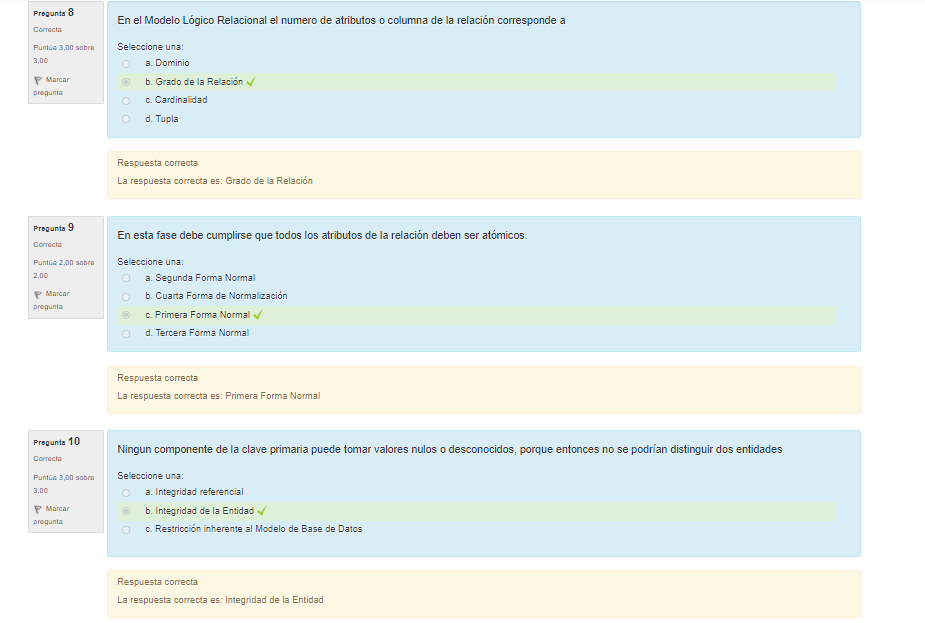 Pregunta 8
Correcta
Puntúa 3,00 sobre
3,00
Marcar
pregunta
En el Modelo Lógico Relacional el numero de atributos o columna de la relación corresponde a
Seleccione una:
a. Dominio
b. Grado de la Relación
c. Cardinalidad
d. Tupla
Respuesta correcta
La respuesta correcta es: Grado de la Relación
Pregunta 9
Correcta
Puntúa 2,00 sobre
2,00
Marcar
pregunta
En esta fase debe cumplirse que todos los atributos de la relación deben ser atómicos.
Seleccione una:
a. Segunda Forma Normal
b. Cuarta Forma de Normalización
c. Primera Forma Normal
d. Tercera Forma Normal
Respuesta correcta
La respuesta correcta es: Primera Forma Normal
Pregunta 10
Correcta
Puntúa 3,00 sobre
3,00
Marcar
pregunta
Ningun componente de la clave primaria puede tomar valores nulos o desconocidos, porque entonces no se podrían distinguir dos entidades
Seleccione una:
a. Integridad referencial
b. Integridad de la Entidad
c. Restricción inherente al Modelo de Base de Datos
Respuesta correcta
La respuesta correcta es: Integridad de la Entidad